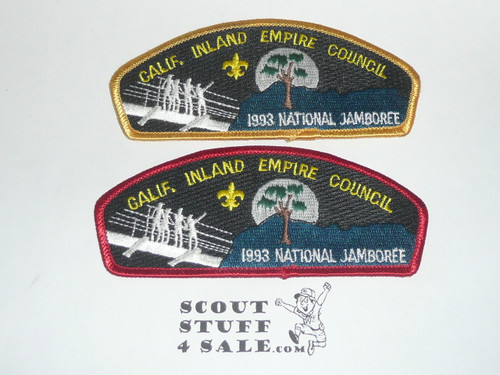 CALIF. INLAND EMPIRE COUNCIL
1993 NATIONAL JAMBOREE
CALIF. INLAND EMPIRE COUNCIL
1993 NATIONAL JAMBOREE
SCOUT
STUFF
4 SALE.COM